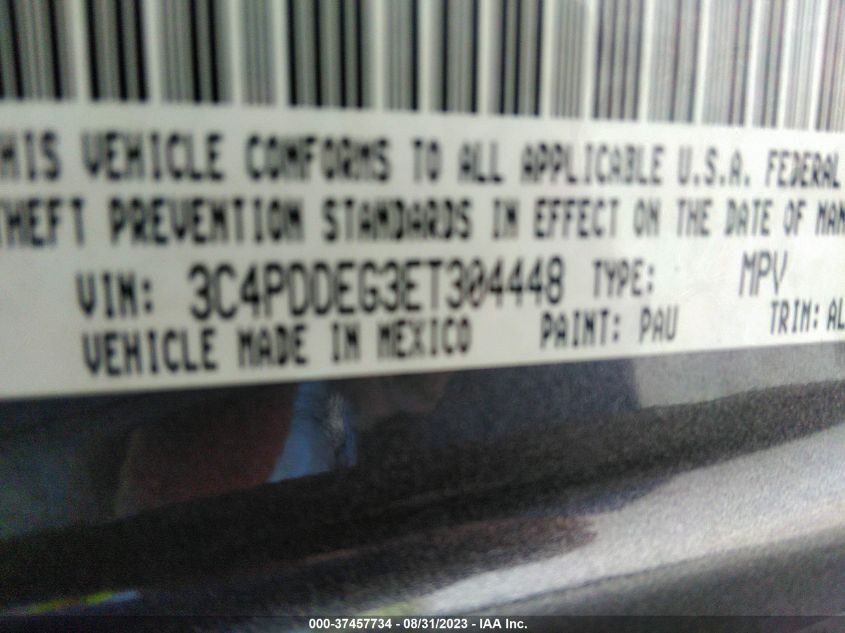 HIS VEHICLE CONFORMS TO ALL APPLICABLE U.S.A. FEDERAL
THEFT PREVENTION STANDARDS IN EFFECT ON THE DATE OF MAN
VIN: 3C4PDDEG3ET304448 TYPE: MPV
VEHICLE MADE IN MEXICO PAINT: PAU TRIM: AL
000-37457734 - 08/31/2023 - IAA Inc.